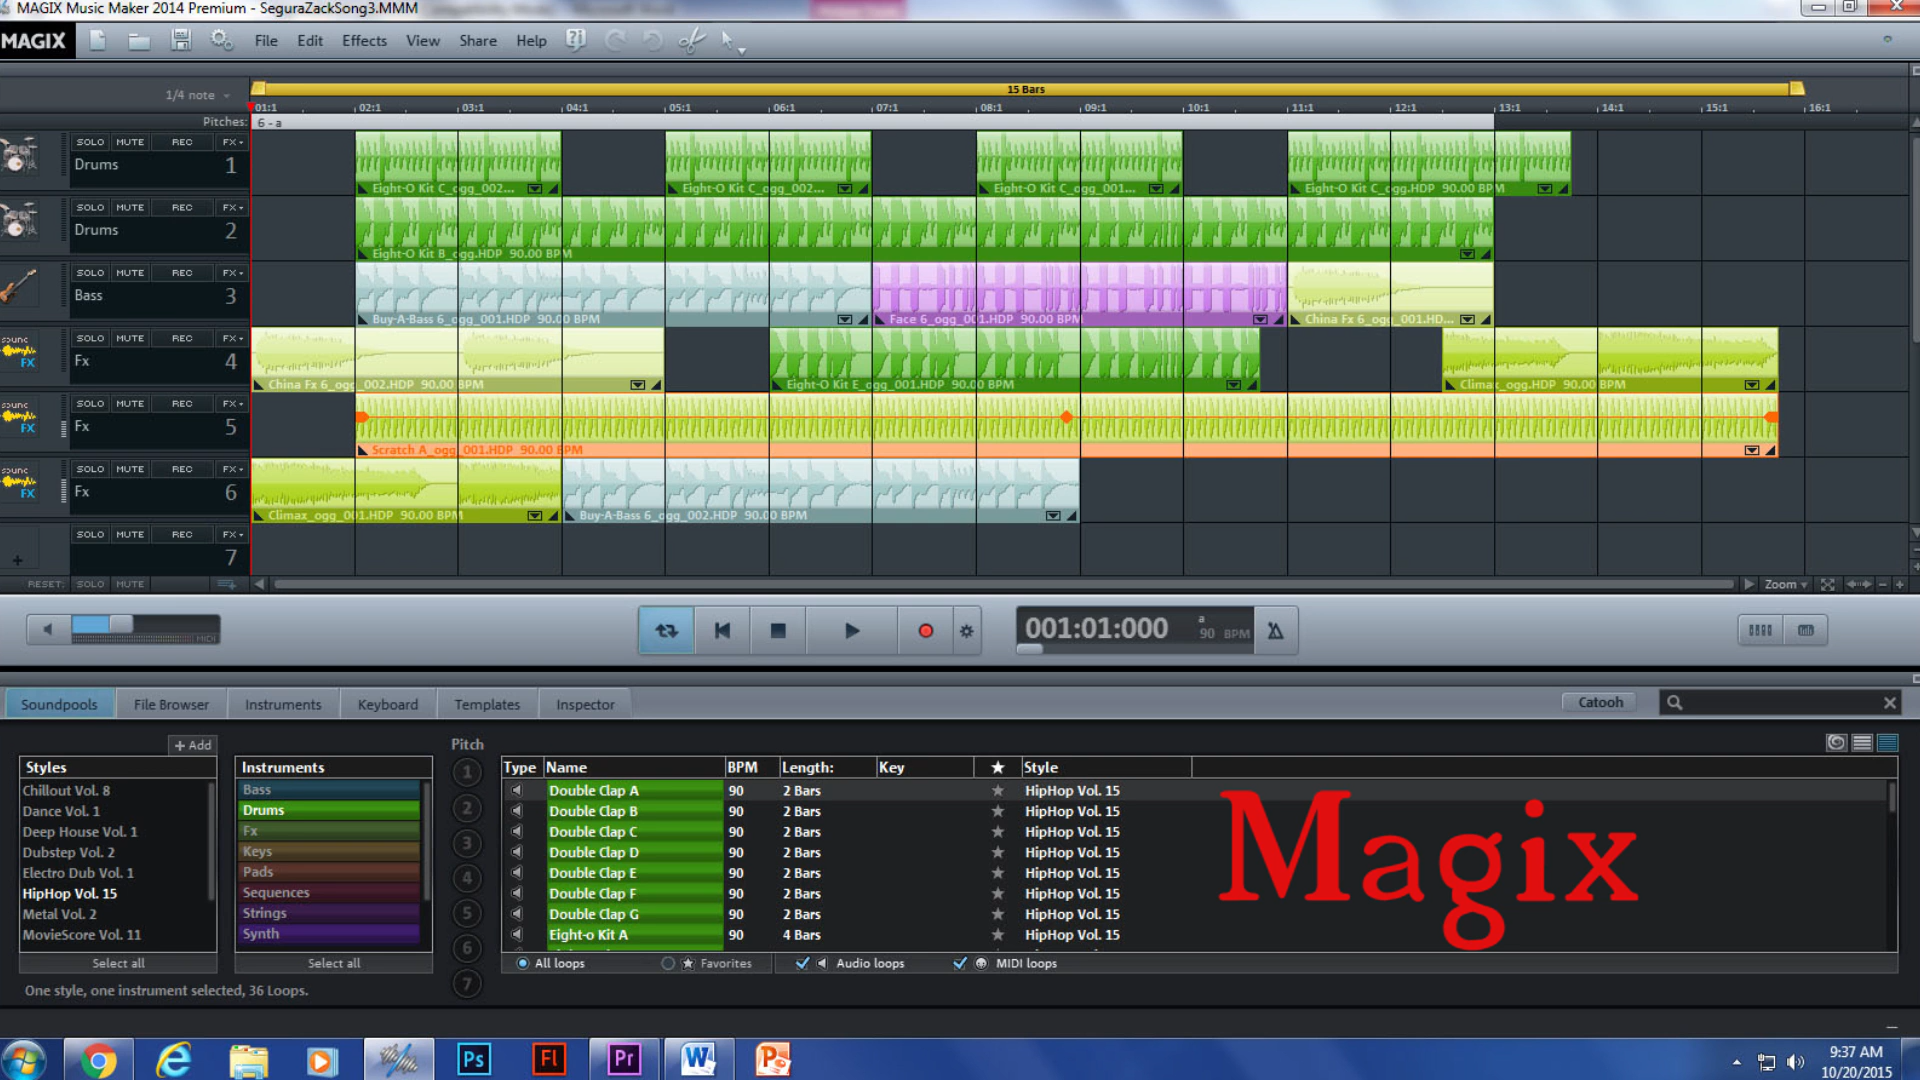 MAGIX Music Maker 2014 Premium - SeguraZackSong3.MMM
MAGIX File Edit Effects View Share Help
1/4 note
15 Bars
01:1 02:1 03:1 04:1 05:1 06:1 07:1 08:1 09:1 10:1 11:1 12:1 13:1 14:1 15:1 16:1
Pitches: 6 - a
SOLO MUTE REC FX
Drums 1
Eight-O Kit C_ogg_002... Eight-O Kit C_ogg_002... Eight-O Kit C_ogg_001... Eight-O Kit C_ogg.HDP 90.00 BPM
SOLO MUTE REC FX
Drums 2
Eight-O Kit B_ogg.HDP 90.00 BPM
SOLO MUTE REC FX
Bass 3
Buy-A-Bass 6_ogg_001.HDP 90.00 BPM Face 6_ogg_001.HDP 90.00 BPM China Fx 6_ogg_001.HD...
SOLO MUTE REC FX
Fx 4
China Fx 6_ogg_002.HDP 90.00 BPM Eight-O Kit E_ogg_001.HDP 90.00 BPM Climax_ogg.HDP 90.00 BPM
SOLO MUTE REC FX
Fx 5
Scratch A_ogg_001.HDP 90.00 BPM
SOLO MUTE REC FX
Fx 6
Climax_ogg_001.HDP 90.00 BPM Buy-A-Bass 6_ogg_002.HDP 90.00 BPM
SOLO MUTE REC FX
7
RESET: SOLO MUTE Zoom
MIDI
001:01:000 a 90 BPM
Soundpools File Browser Instruments Keyboard Templates Inspector Catooh
+ Add
Pitch
Styles
Chillout Vol. 8
Dance Vol. 1
Deep House Vol. 1
Dubstep Vol. 2
Electro Dub Vol. 1
HipHop Vol. 15
Metal Vol. 2
MovieScore Vol. 11
Select all
Instruments
Bass
Drums
Fx
Keys
Pads
Sequences
Strings
Synth
Select all
1
2
3
4
5
6
7
Type Name BPM Length: Key Style
Double Clap A 90 2 Bars HipHop Vol. 15
Double Clap B 90 2 Bars HipHop Vol. 15
Double Clap C 90 2 Bars HipHop Vol. 15
Double Clap D 90 2 Bars HipHop Vol. 15
Double Clap E 90 2 Bars HipHop Vol. 15
Double Clap F 90 2 Bars HipHop Vol. 15
Double Clap G 90 2 Bars HipHop Vol. 15
Eight-o Kit A 90 4 Bars HipHop Vol. 15
Magix
All loops Favorites Audio loops MIDI loops
One style, one instrument selected, 36 Loops.
Ps Fl Pr W P
9:37 AM
10/20/2015